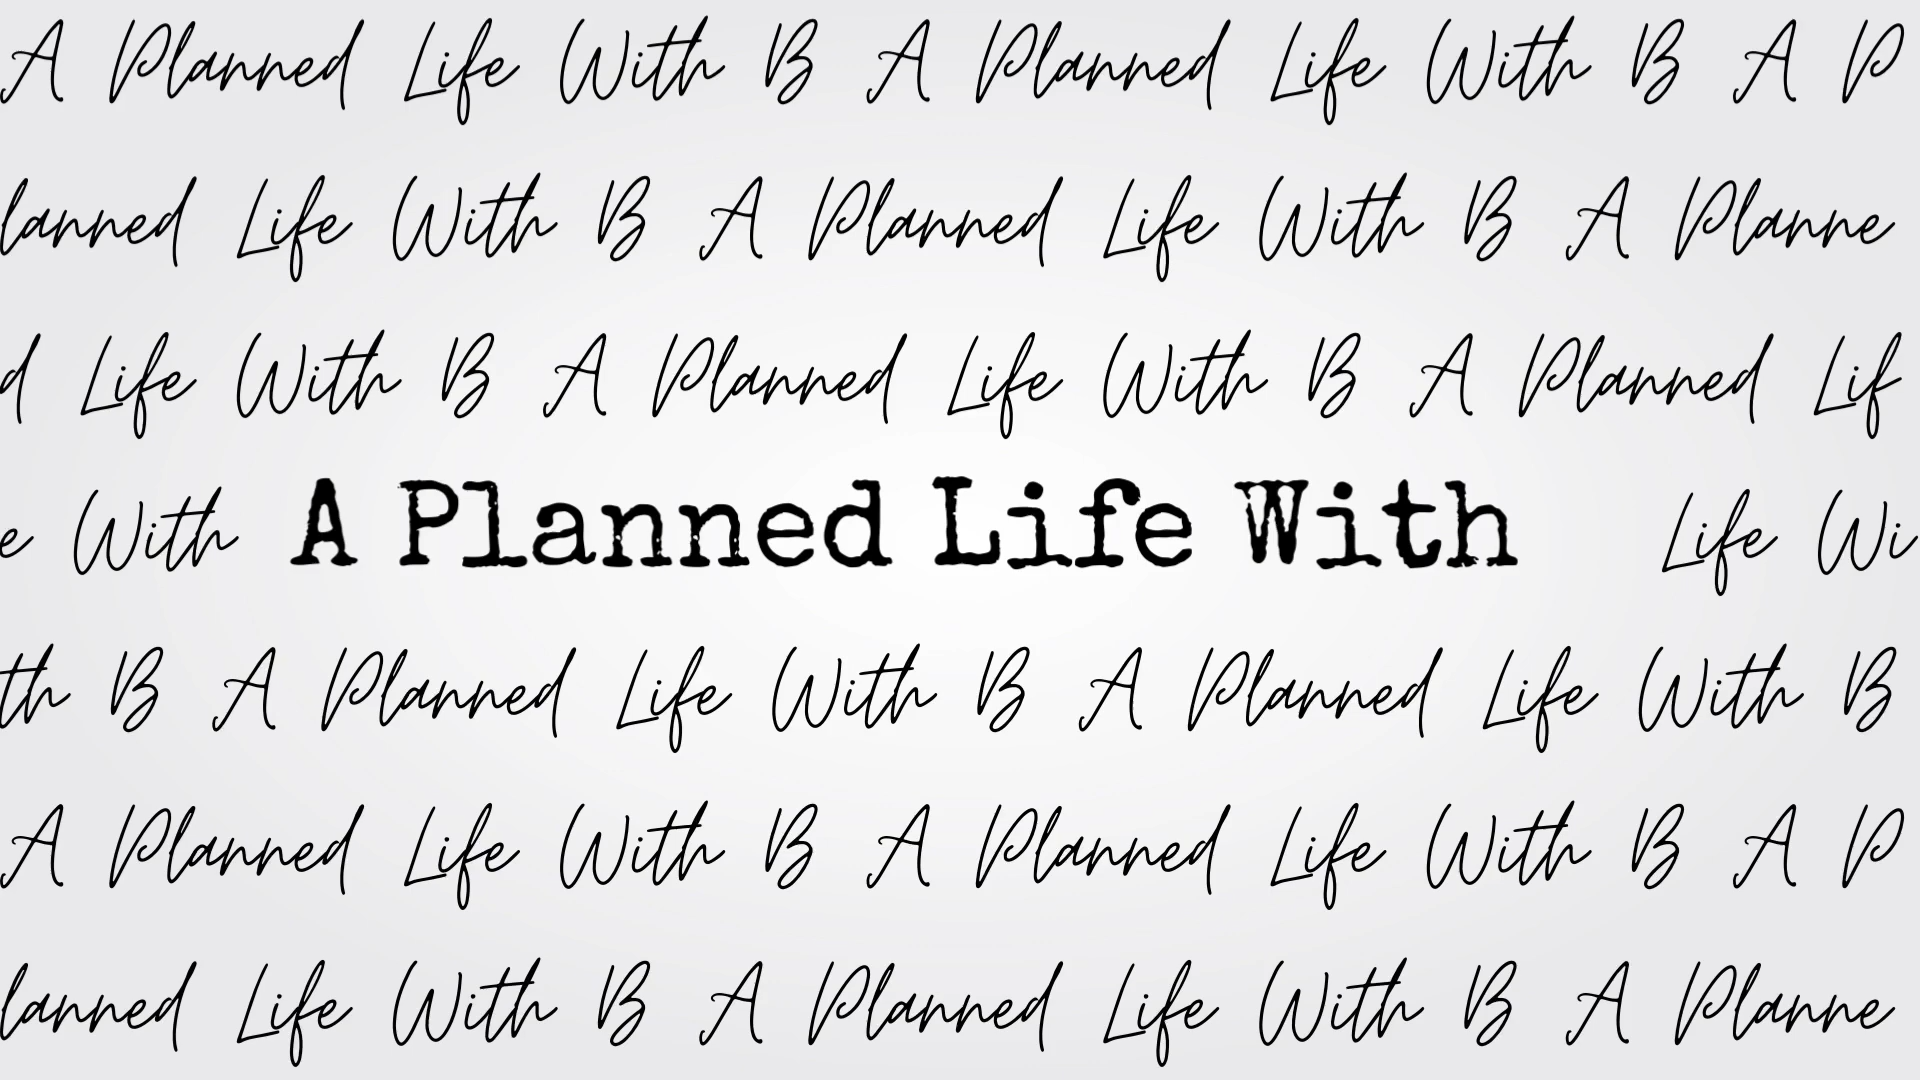 A Planned Life With B A Planned Life With B A P
lanned Life With B A Planned Life With B A Planne
d Life With B A Planned Life With B A Planned Lif
e With A Planned Life With Life Wi
th B A Planned Life With B A Planned Life With B
A Planned Life With B A Planned Life With B A P
lanned Life With B A Planned Life With B A Planne